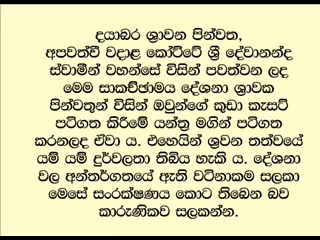 දයාබර ශ්‍රාවන පින්වත,
අපවත්වී වදාළ කෝට්ටේ ශ්‍රී දේවානන්ද
ස්වාමීන් වහන්සේ විසින් පවත්වන ලද
මෙම සාකච්ඡාමය දේශනා ශ්‍රාවක
පින්වතුන් විසින් ඔවුන්ගේ කුඩා කැසට්
පටිගත කිරීමේ යන්ත්‍ර මගින් පටිගත
කරනලද ඒවා ය. එහෙයින් ශ්‍රවන තත්වයේ
යම් යම් දුර්වලතා තිබිය හැකි ය. දේශනා
වල අන්තර්ගතයේ ඇති වටිනාකම සලකා
මෙසේ සංරක්ෂණය කොට තිබෙන බව
කාරුණිකව සලකන්න.